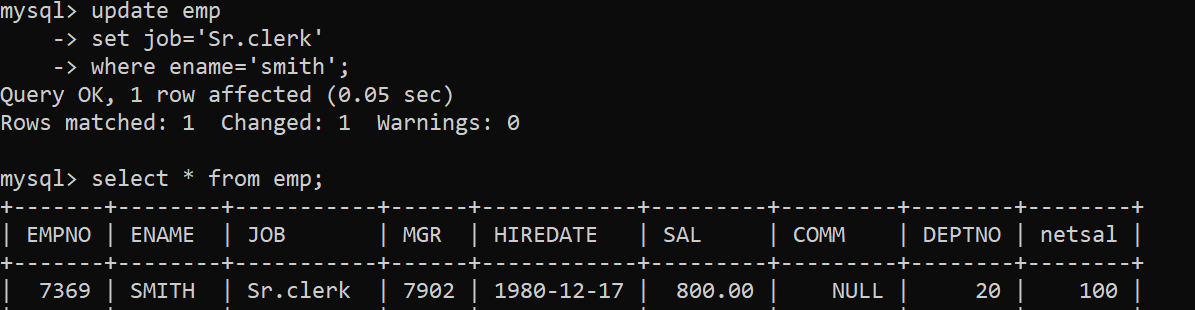 mysql> update emp
    -> set job='Sr.clerk'
    -> where ename='smith';
Query OK, 1 row affected (0.05 sec)
Rows matched: 1  Changed: 1  Warnings: 0
mysql> select * from emp;
+-------+--------+-----------+------+------------+---------+---------+--------+--------+
| EMPNO | ENAME  | JOB       | MGR  | HIREDATE   | SAL     | COMM    | DEPTNO | netsal |
+-------+--------+-----------+------+------------+---------+---------+--------+--------+
|  7369 | SMITH  | Sr.clerk  | 7902 | 1980-12-17 |  800.00 |    NULL |     20 |    100 |